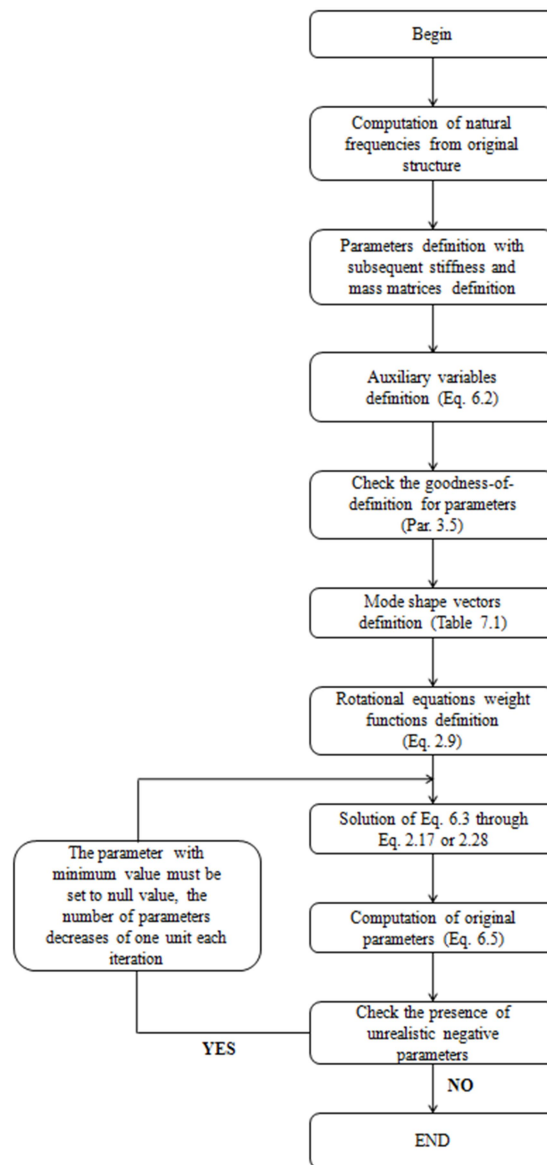 Begin
Computation of natural
frequencies from original
structure
Parameters definition with
subsequent stiffness and
mass matrices definition
Auxiliary variables
definition (Eq. 6.2)
Check the goodness-of-
definition for parameters
(Par. 3.5)
Mode shape vectors
definition (Table 7.1)
Rotational equations weight
functions definition
(Eq. 2.9)
Solution of Eq. 6.3 through
Eq. 2.17 or 2.28
The parameter with
minimum value must be
set to null value, the
number of parameters
decreases of one unit each
iteration
Computation of original
parameters (Eq. 6.5)
Check the presence of
unrealistic negative
parameters
YES
NO
END